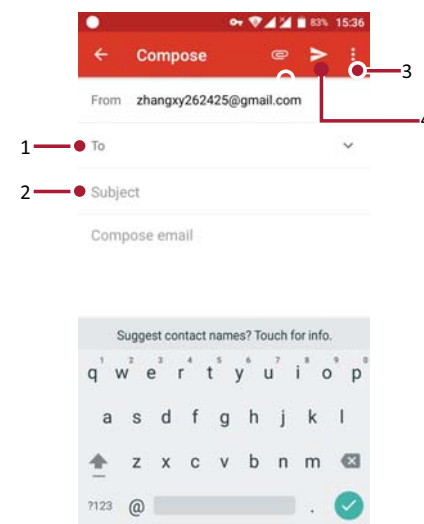 83% 15:36
Compose
3
From zhangxy262425@gmail.com
4
1 To
2 Subject
Compose email
Suggest contact names? Touch for info.
1 2 3 4 5 6 7 8 9 0
q w e r t y u i o p
a s d f g h j k l
z x c v b n m
?123 @ .